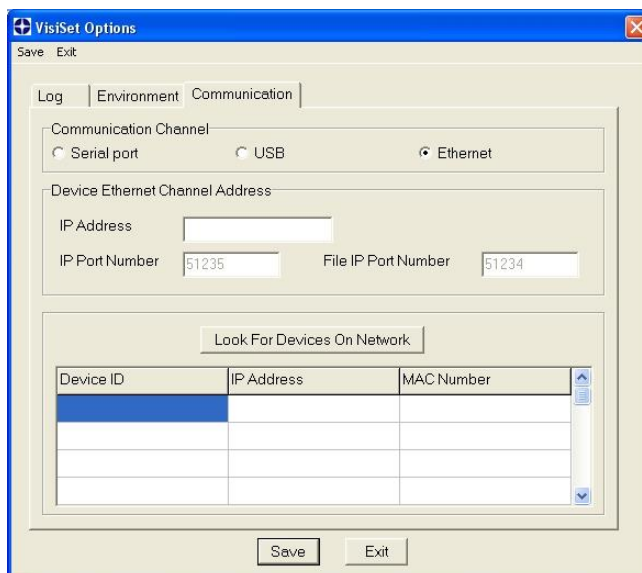 VisiSet Options
Save Exit
Log Environment Communication
Communication Channel
Serial port USB Ethernet
Device Ethernet Channel Address
IP Address
IP Port Number 51235 File IP Port Number 51234
Look For Devices On Network
Device ID IP Address MAC Number
Save Exit